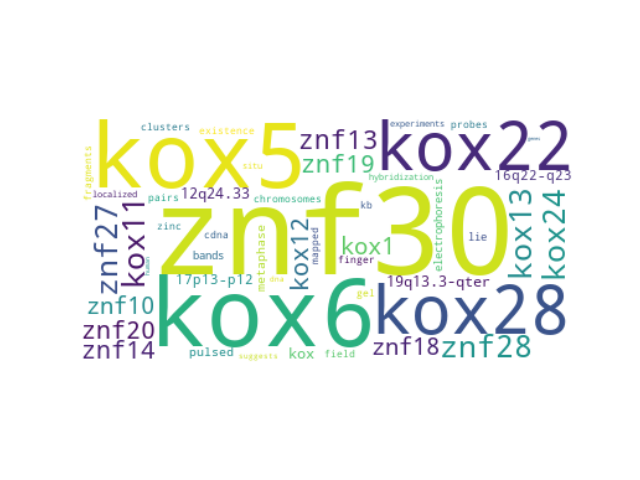 kox5
kox22
znf30
kox6
kox28
clusters
existence
znf13
experiments
probes
genes
fragments
situ
znf19
hybridization
16q22-q23
localized
pairs
12q24.33
chromosomes
kb
znf27
kox11
zinc
cdna
metaphase
kox12
mapped
kox1
electrophoresis
lie
kox13
kox24
bands
finger
human
17p13-p12
dna
gel
19q13.3-qter
znf10
znf20
znf14
pulsed
suggests
kox
field
znf18
znf28